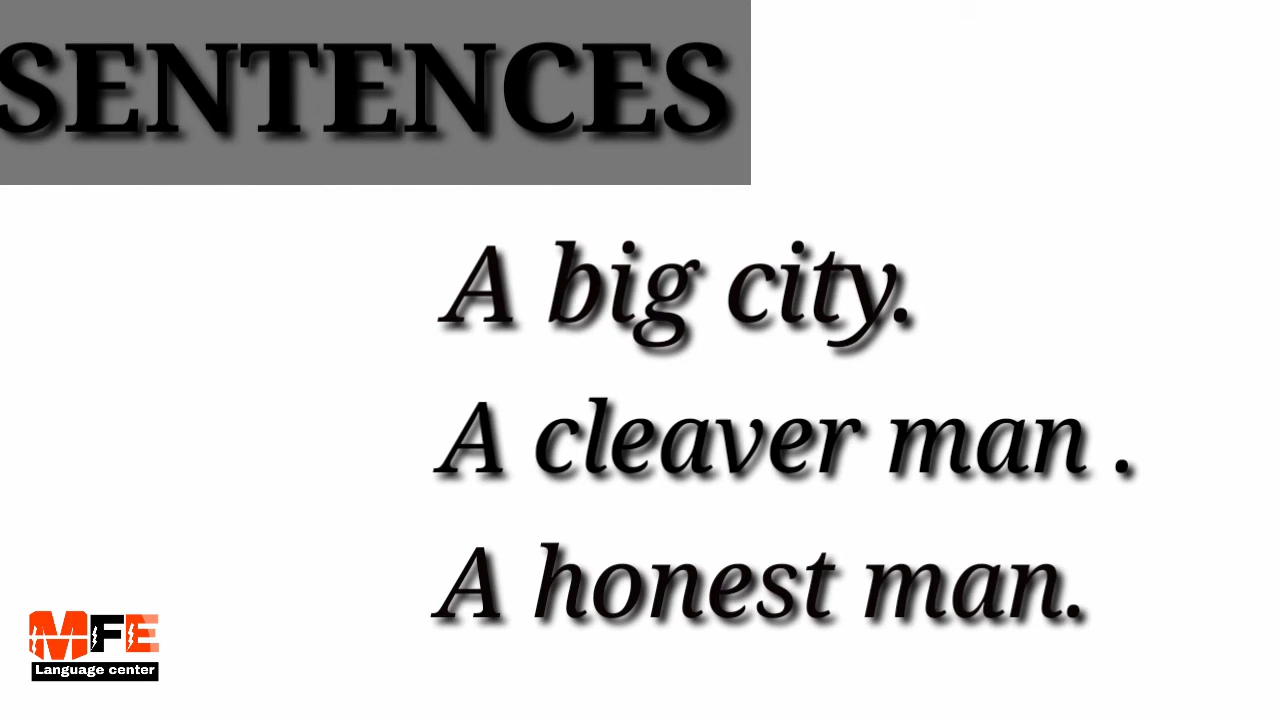 SENTENCES
A big city.
A cleaver man .
A honest man.
MFE
Language center